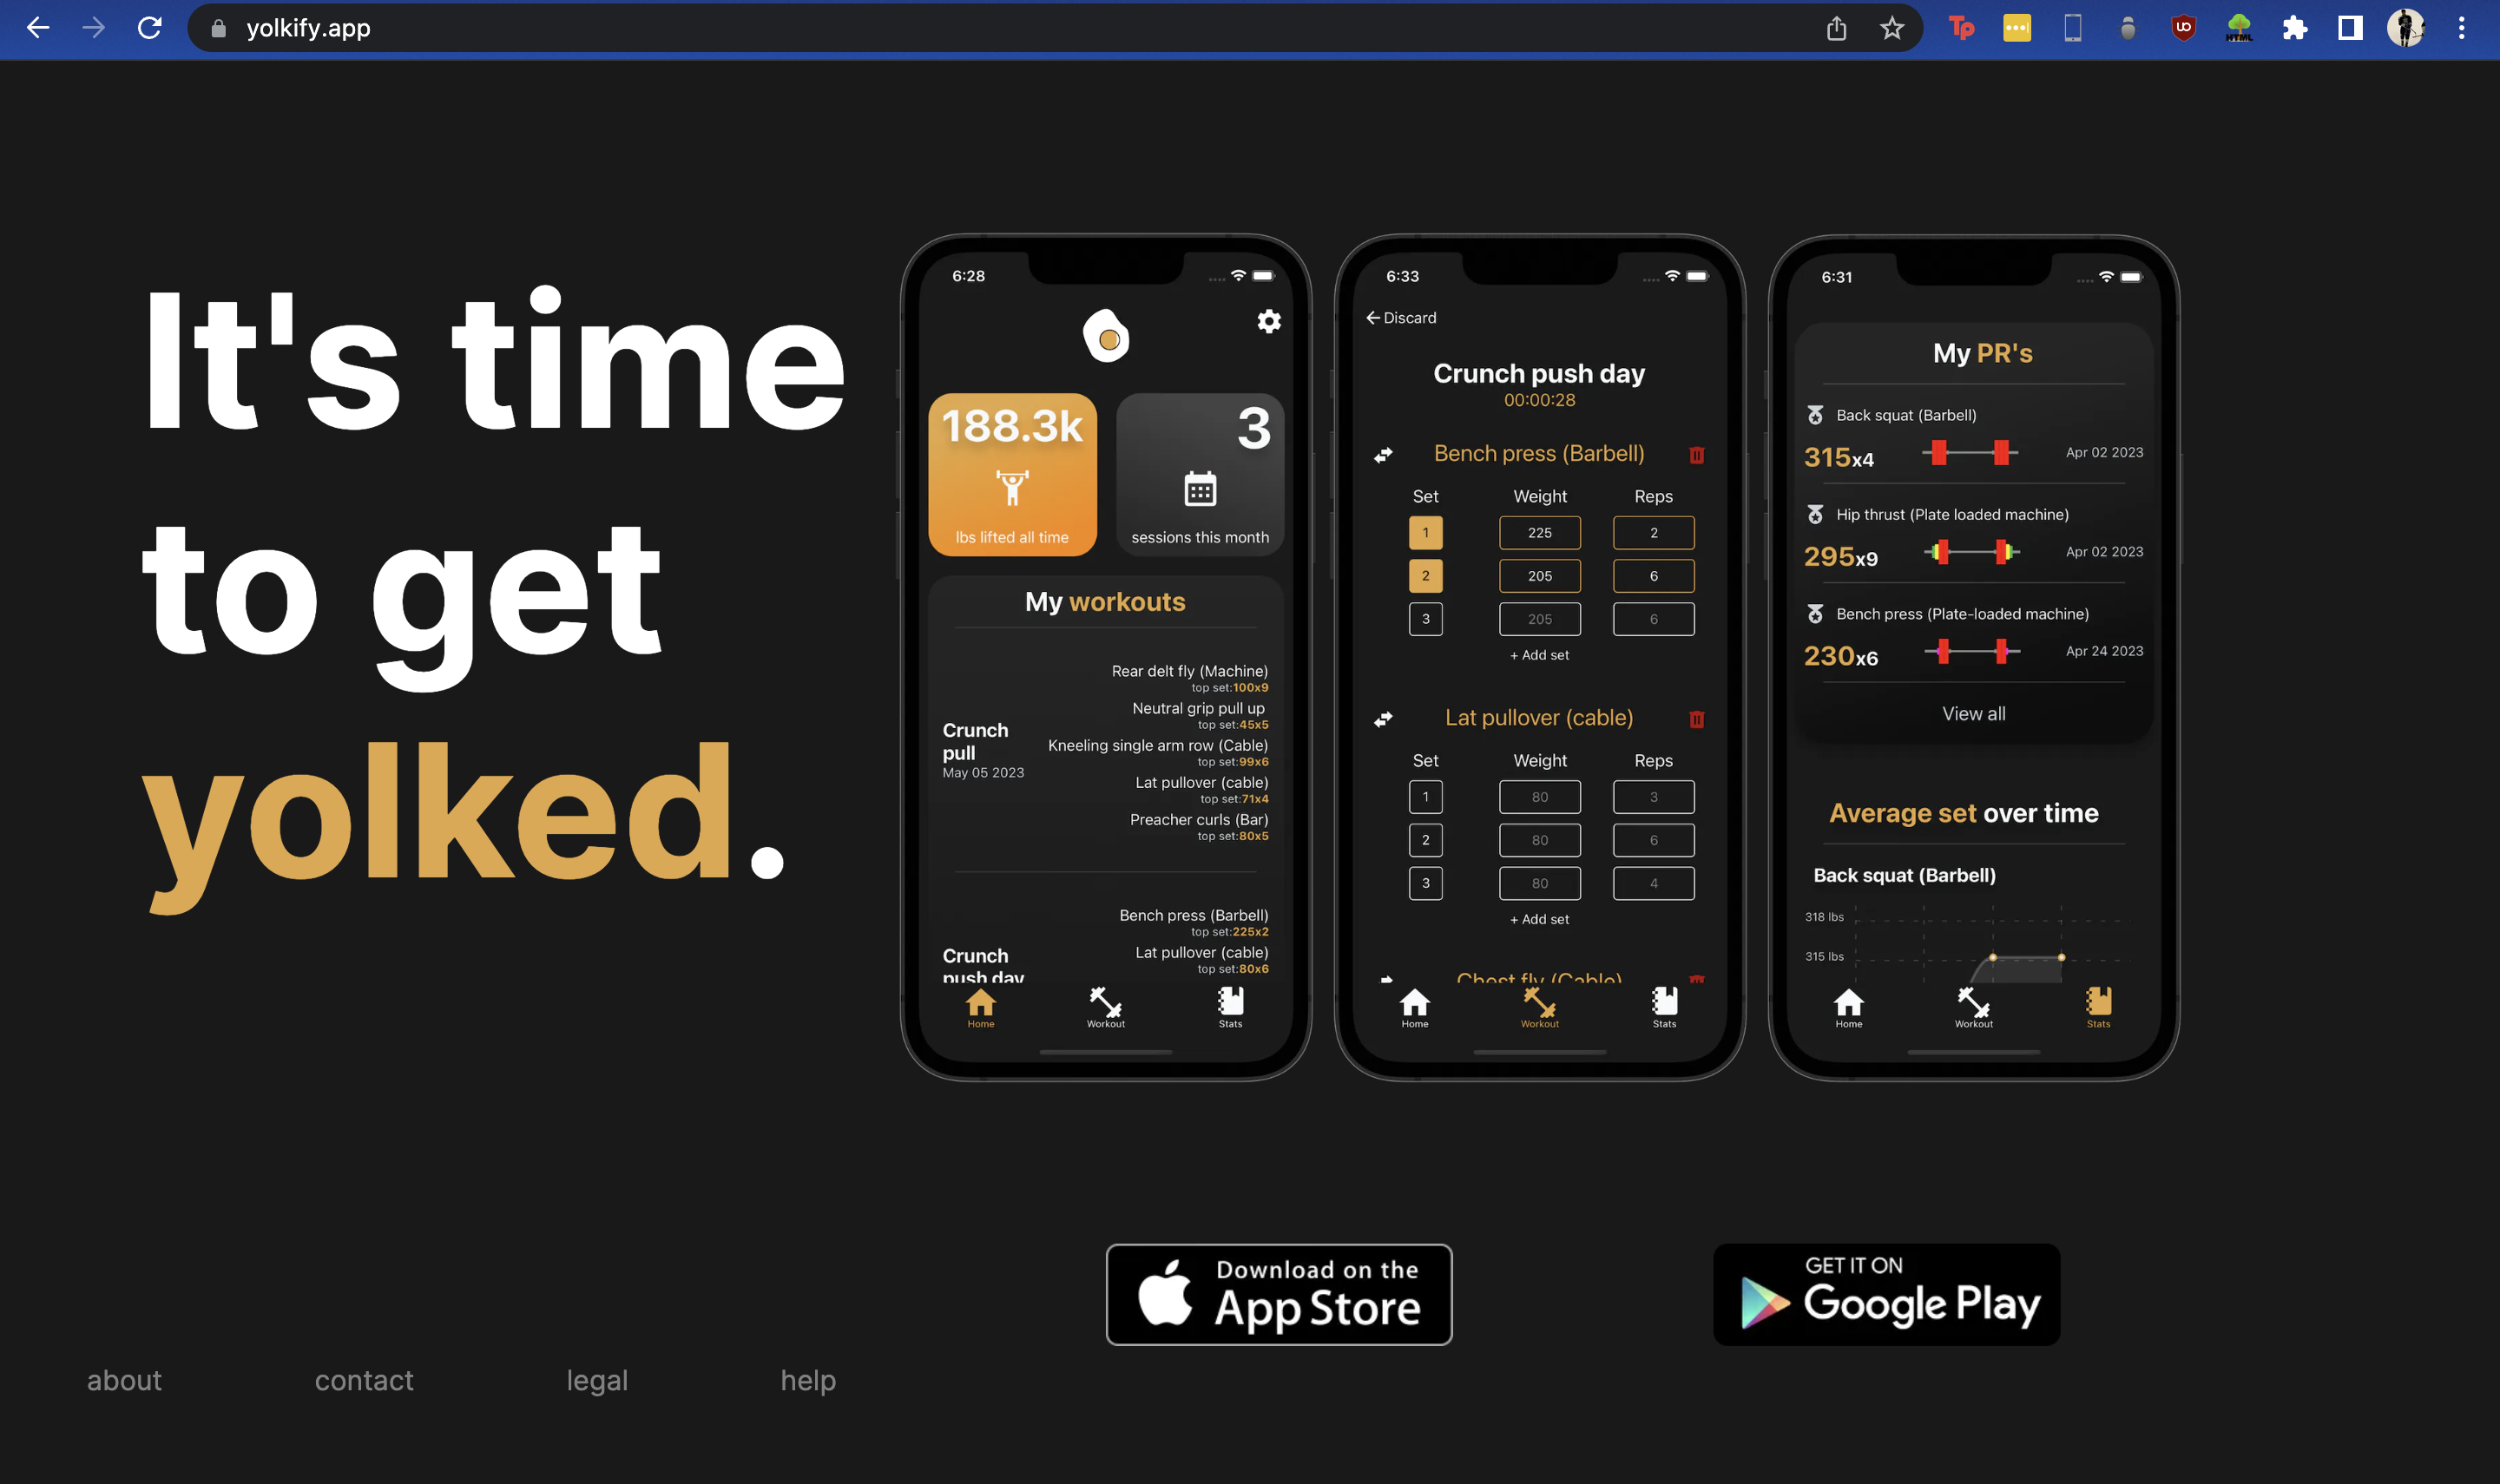 yolkify.app
Tp
UD
HTML
It's time
to get
yolked.
6:28
188.3k
lbs lifted all time
3
sessions this month
My workouts
Crunch
pull
May 05 2023
Rear delt fly (Machine)
top set:100x9
Neutral grip pull up
top set:45x5
Kneeling single arm row (Cable)
top set:99x6
Lat pullover (cable)
top set:71x4
Preacher curls (Bar)
top set:80x5
Crunch
push day
Bench press (Barbell)
top set:225x2
Lat pullover (cable)
top set:80x6
Home Workout Stats
6:33
Discard
Crunch push day
00:00:28
Bench press (Barbell)
Set Weight Reps
1 225 2
2 205 6
3 205 6
+ Add set
Lat pullover (cable)
Set Weight Reps
1 80 3
2 80 6
3 80 4
+ Add set
Chest fly (Cable)
Home Workout Stats
6:31
My PR's
Back squat (Barbell)
315x4 Apr 02 2023
Hip thrust (Plate loaded machine)
295x9 Apr 02 2023
Bench press (Plate-loaded machine)
230x6 Apr 24 2023
View all
Average set over time
Back squat (Barbell)
318 lbs
315 lbs
Home Workout Stats
Download on the
App Store
GET IT ON
Google Play
about contact legal help